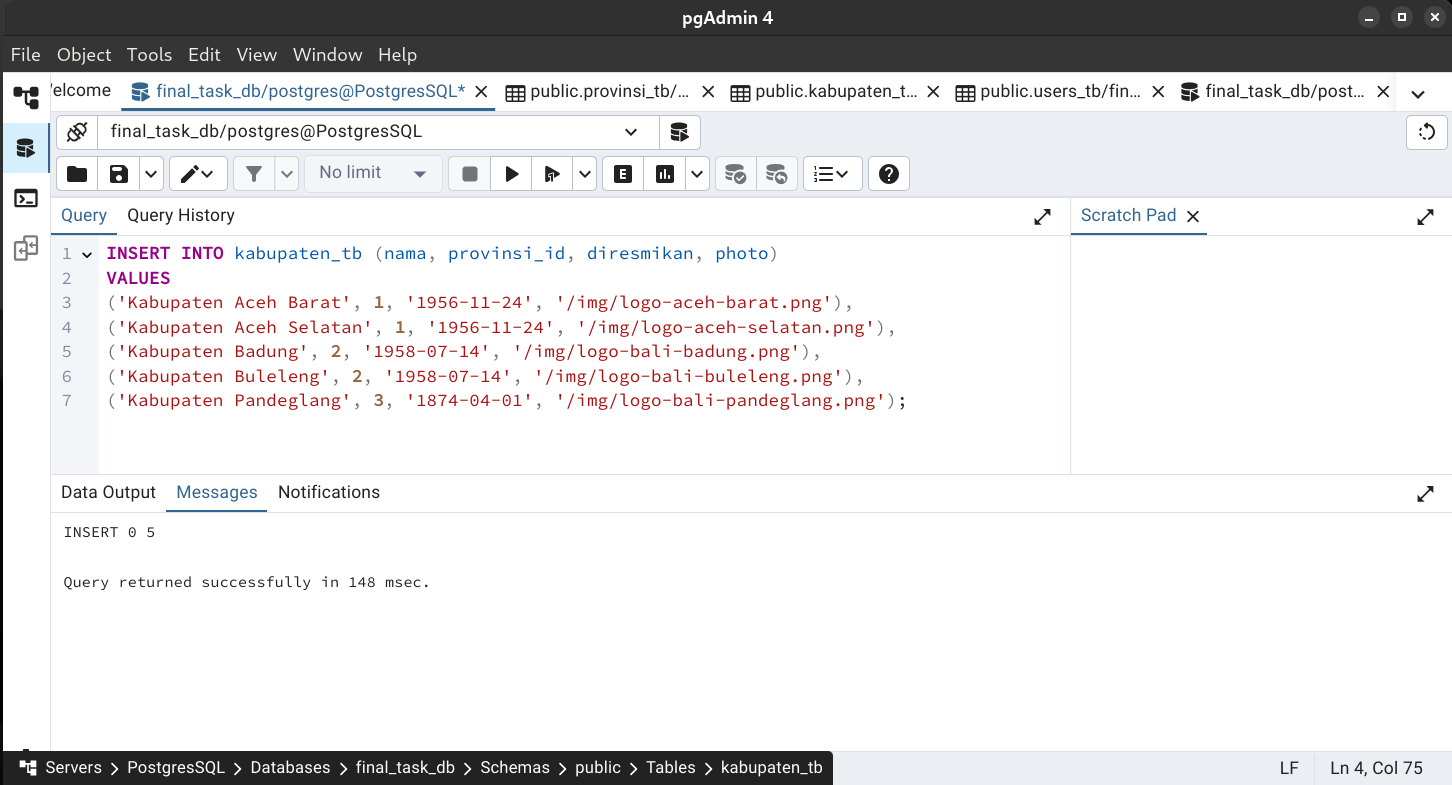 pgAdmin 4
File Object Tools Edit View Window Help
elcome final_task_db/postgres@PostgresSQL* public.provinsi_tb/... public.kabupaten_t... public.users_tb/fin... final_task_db/post...
final_task_db/postgres@PostgresSQL
No limit
Query Query History Scratch Pad
1 INSERT INTO kabupaten_tb (nama, provinsi_id, diresmikan, photo)
2 VALUES
3 ('Kabupaten Aceh Barat', 1, '1956-11-24', '/img/logo-aceh-barat.png'),
4 ('Kabupaten Aceh Selatan', 1, '1956-11-24', '/img/logo-aceh-selatan.png'),
5 ('Kabupaten Badung', 2, '1958-07-14', '/img/logo-bali-badung.png'),
6 ('Kabupaten Buleleng', 2, '1958-07-14', '/img/logo-bali-buleleng.png'),
7 ('Kabupaten Pandeglang', 3, '1874-04-01', '/img/logo-bali-pandeglang.png');
Data Output Messages Notifications
INSERT 0 5
Query returned successfully in 148 msec.
Servers > PostgresSQL > Databases > final_task_db > Schemas > public > Tables > kabupaten_tb LF Ln 4, Col 75